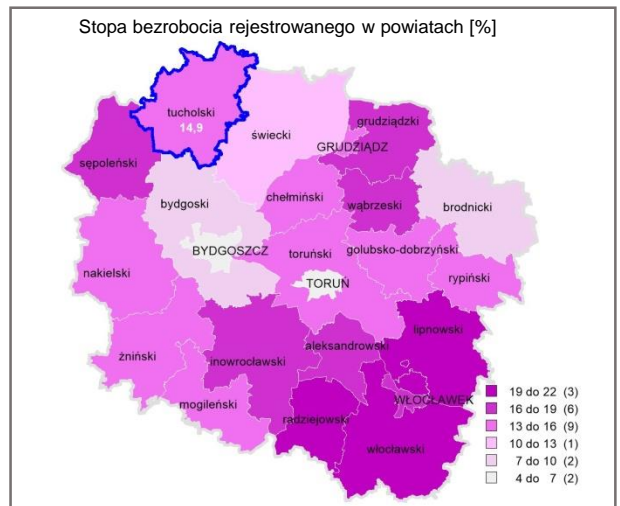 Stopa bezrobocia rejestrowanego w powiatach [%]
tucholski
14,9
świecki
grudziądzki
GRUDZIĄDZ
sępoleński
chełmiński
wąbrzeski
brodnicki
bydgoski
BYDGOSZCZ
toruński
golubsko-dobrzyński
TORUŃ
nakielski
rypiński
lipnowski
żniński
inowrocławski
aleksandrowski
WŁOCŁAWEK
mogileński
radziejowski
włocławski
19 do 22 (3)
16 do 19 (6)
13 do 16 (9)
10 do 13 (1)
7 do 10 (2)
4 do 7 (2)